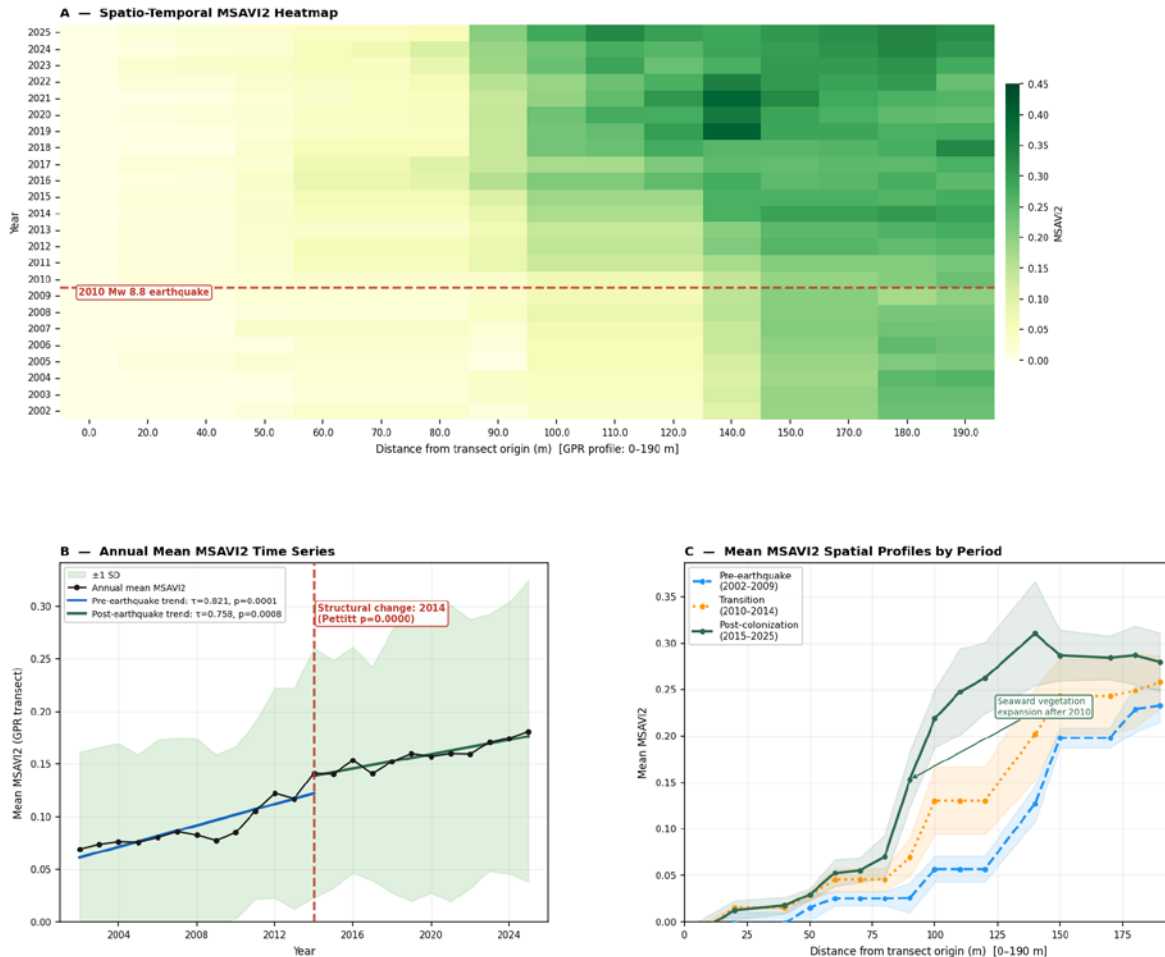 A — Spatio-Temporal MSAVI2 Heatmap
2025
2024
2023
2022
2021
2020
2019
2018
2017
2016
2015
2014
2013
2012
2011
2010
2009
2008
2007
2006
2005
2004
2003
2002
Year
2010 Mw 8.8 earthquake
0.0 20.0 40.0 50.0 60.0 70.0 80.0 90.0 100.0 110.0 120.0 140.0 150.0 170.0 180.0 190.0
Distance from transect origin (m) [GPR profile: 0–190 m]
0.45
0.40
0.35
0.30
0.25
0.20
0.15
0.10
0.05
0.00
MSAVI2
B — Annual Mean MSAVI2 Time Series
±1 SD
Annual mean MSAVI2
Pre-earthquake trend: τ=0.821, p=0.0001
Post-earthquake trend: τ=0.758, p=0.0008
Structural change: 2014
(Pettitt p=0.0000)
0.30
0.25
0.20
0.15
0.10
0.05
0.00
Mean MSAVI2 (GPR transect)
2004 2008 2012 2016 2020 2024
Year
C — Mean MSAVI2 Spatial Profiles by Period
Pre-earthquake
(2002–2009)
Transition
(2010–2014)
Post-colonization
(2015–2025)
Seaward vegetation
expansion after 2010
0.35
0.30
0.25
0.20
0.15
0.10
0.05
0.00
Mean MSAVI2
0 25 50 75 100 125 150 175
Distance from transect origin (m) [0–190 m]